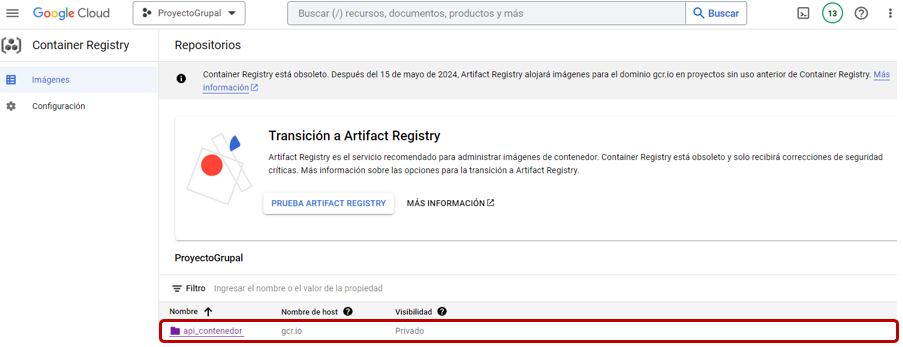 Google Cloud
ProyectoGrupal
Buscar (/) recursos, documentos, productos y más
Buscar
13
Container Registry
Repositorios
Imágenes
Configuración
Container Registry está obsoleto. Después del 15 de mayo de 2024, Artifact Registry alojará imágenes para el dominio gcr.io en proyectos sin uso anterior de Container Registry. Más
información
Transición a Artifact Registry
Artifact Registry es el servicio recomendado para administrar imágenes de contenedor. Container Registry está obsoleto y solo recibirá correcciones de seguridad
críticas. Más información sobre las opciones para la transición a Artifact Registry.
PRUEBA ARTIFACT REGISTRY
MÁS INFORMACIÓN
ProyectoGrupal
Filtro
Ingresar el nombre o el valor de la propiedad
Nombre
Nombre de host
Visibilidad
api_contenedor
gcr.io
Privado